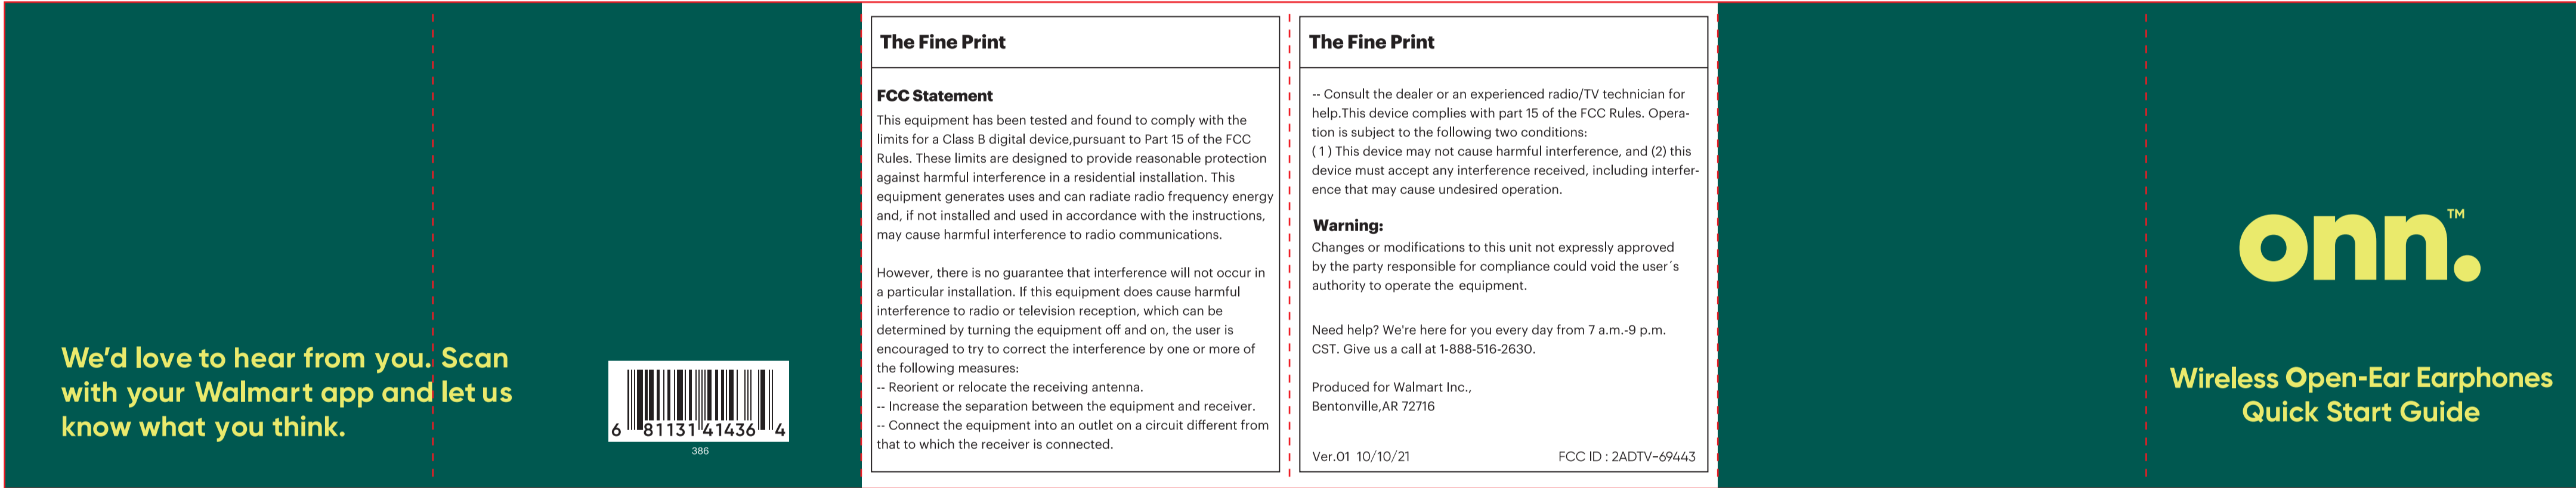 We'd love to hear from you. Scan
with your Walmart app and let us
know what you think.
6 81131 41436 4
386
The Fine Print
FCC Statement
This equipment has been tested and found to comply with the
limits for a Class B digital device,pursuant to Part 15 of the FCC
Rules. These limits are designed to provide reasonable protection
against harmful interference in a residential installation. This
equipment generates uses and can radiate radio frequency energy
and, if not installed and used in accordance with the instructions,
may cause harmful interference to radio communications.
However, there is no guarantee that interference will not occur in
a particular installation. If this equipment does cause harmful
interference to radio or television reception, which can be
determined by turning the equipment off and on, the user is
encouraged to try to correct the interference by one or more of
the following measures:
-- Reorient or relocate the receiving antenna.
-- Increase the separation between the equipment and receiver.
-- Connect the equipment into an outlet on a circuit different from
that to which the receiver is connected.
The Fine Print
-- Consult the dealer or an experienced radio/TV technician for
help.This device complies with part 15 of the FCC Rules. Opera-
tion is subject to the following two conditions:
( 1 ) This device may not cause harmful interference, and (2) this
device must accept any interference received, including interfer-
ence that may cause undesired operation.
Warning:
Changes or modifications to this unit not expressly approved
by the party responsible for compliance could void the user´s
authority to operate the equipment.
Need help? We're here for you every day from 7 a.m.-9 p.m.
CST. Give us a call at 1-888-516-2630.
Produced for Walmart Inc.,
Bentonville,AR 72716
Ver.01 10/10/21 FCC ID : 2ADTV-69443
onn.™
Wireless Open-Ear Earphones
Quick Start Guide